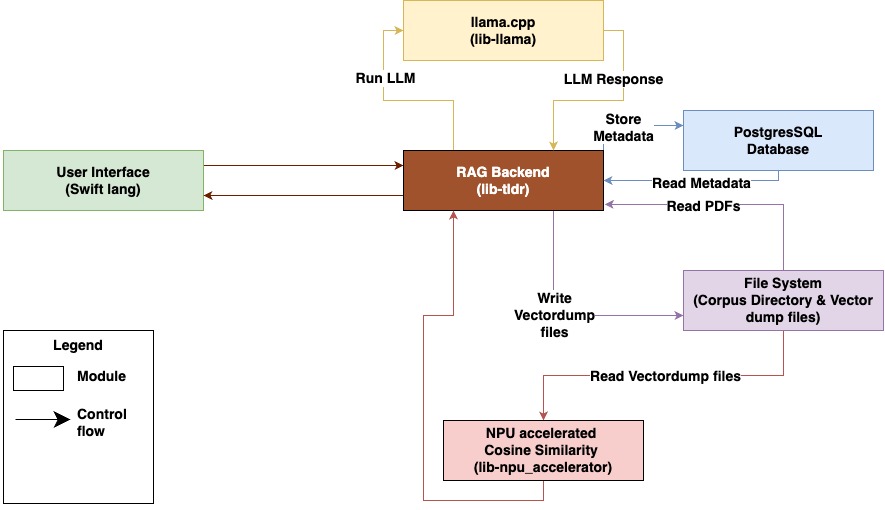 llama.cpp
(lib-llama)
Run LLM
LLM Response
Store
Metadata
PostgresSQL
Database
User Interface
(Swift lang)
RAG Backend
(lib-tldr)
Read Metadata
Read PDFs
File System
(Corpus Directory & Vector
dump files)
Write
Vectordump
files
Legend
Module
Control
flow
Read Vectordump files
NPU accelerated
Cosine Similarity
(lib-npu_accelerator)